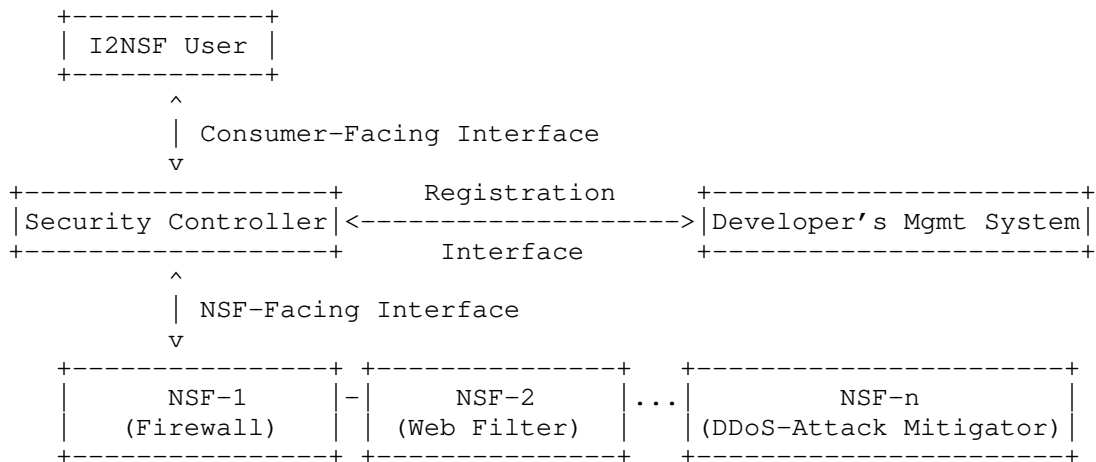 I2NSF User
Consumer-Facing Interface
Registration
Security Controller Developer's Mgmt System
Interface
NSF-Facing Interface
NSF-1 - NSF-2 ... NSF-n
(Firewall) (Web Filter) (DDoS-Attack Mitigator)